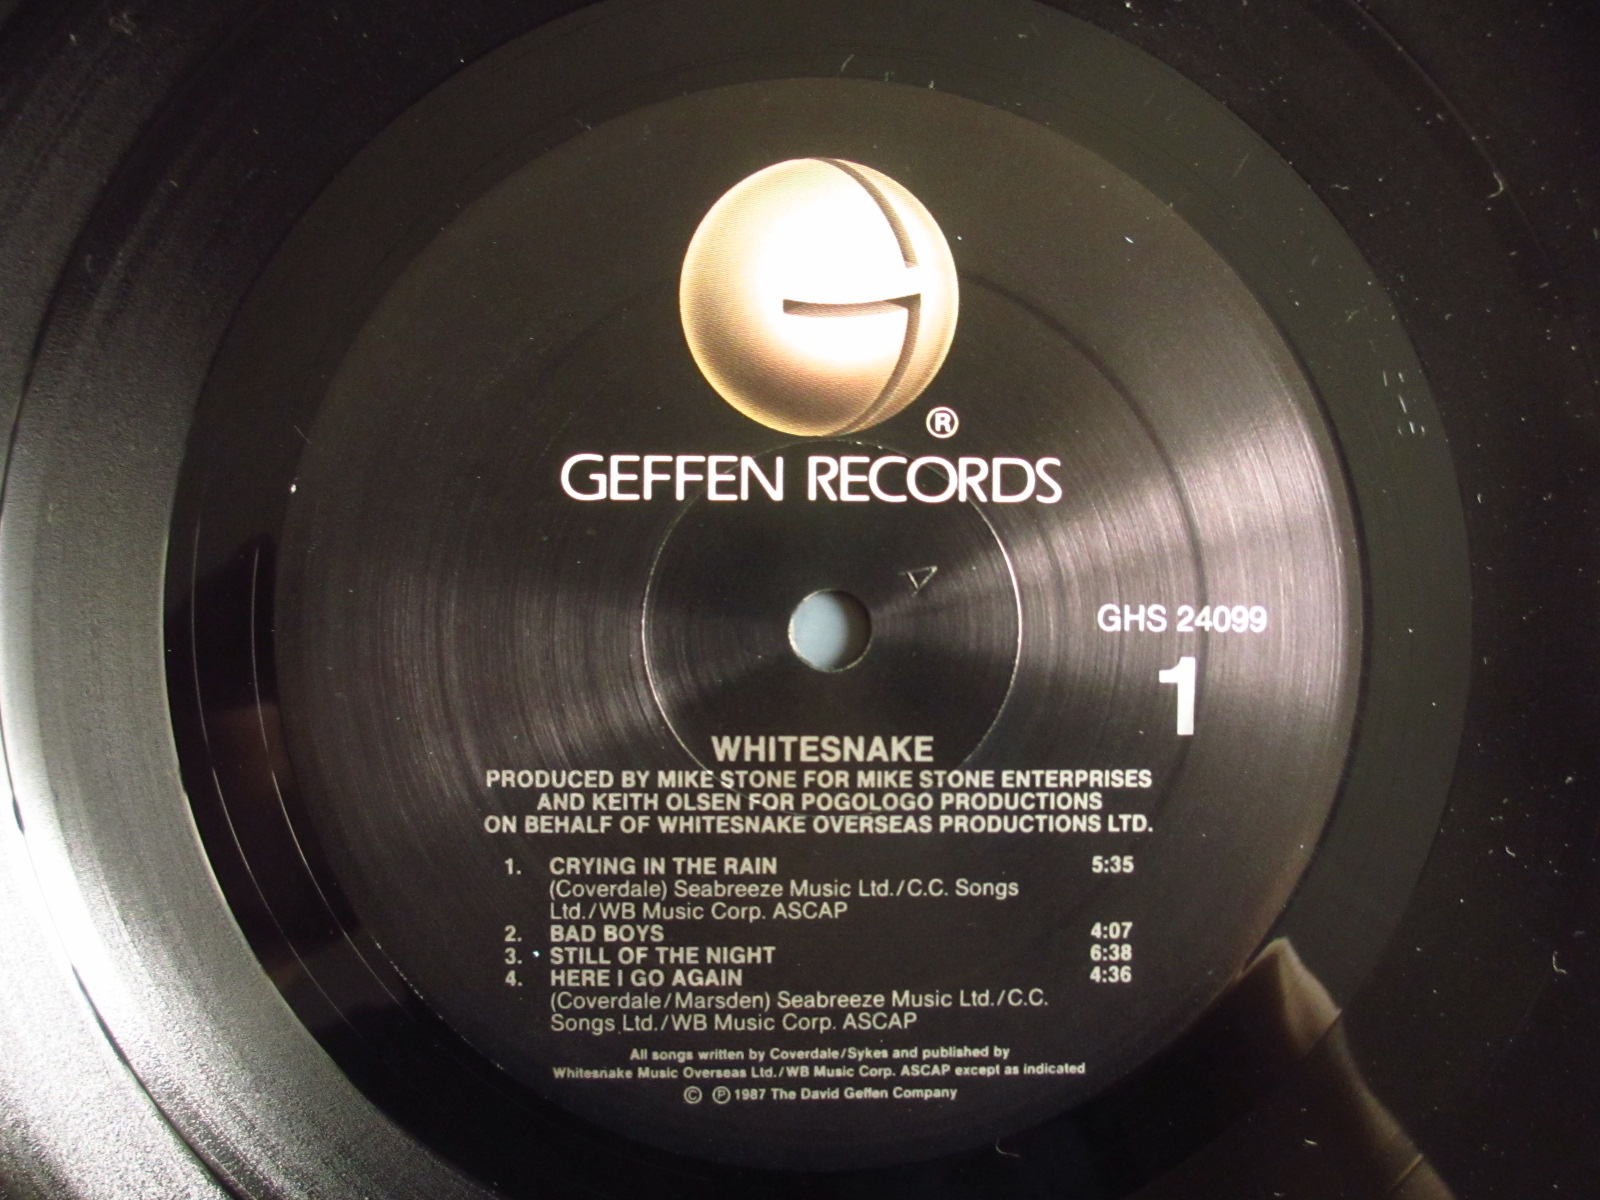 ®
GEFFEN RECORDS
GHS 24099
1
WHITESNAKE
PRODUCED BY MIKE STONE FOR MIKE STONE ENTERPRISES
AND KEITH OLSEN FOR POGOLOGO PRODUCTIONS
ON BEHALF OF WHITESNAKE OVERSEAS PRODUCTIONS LTD.
1. CRYING IN THE RAIN 5:35
(Coverdale) Seabreeze Music Ltd./C.C. Songs
Ltd./WB Music Corp. ASCAP
2. BAD BOYS 4:07
3. STILL OF THE NIGHT 6:38
4. HERE I GO AGAIN 4:36
(Coverdale/Marsden) Seabreeze Music Ltd./C.C.
Songs Ltd./WB Music Corp. ASCAP
All songs written by Coverdale/Sykes and published by
Whitesnake Music Overseas Ltd./WB Music Corp. ASCAP except as indicated
© ℗ 1987 The David Geffen Company